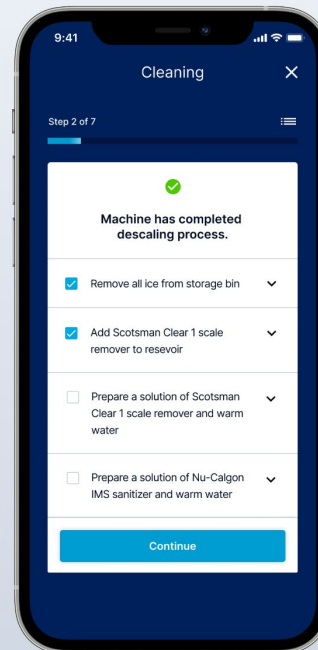 9:41
Cleaning
Step 2 of 7
Machine has completed
descaling process.
Remove all ice from storage bin
Add Scotsman Clear 1 scale
remover to resevoir
Prepare a solution of Scotsman
Clear 1 scale remover and warm
water
Prepare a solution of Nu-Calgon
IMS sanitizer and warm water
Continue